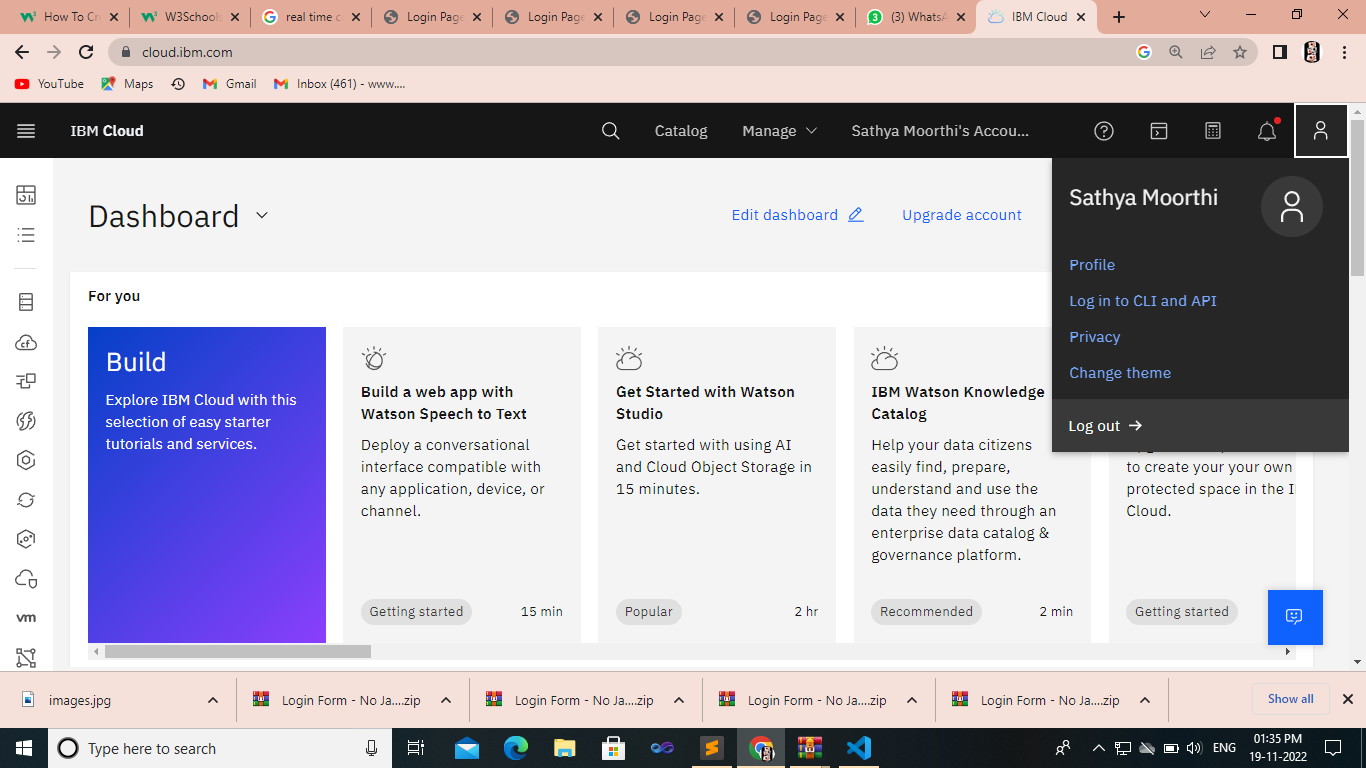 How To Cr
W3Schools
real time c
Login Page
Login Page
Login Page
Login Page
(3) WhatsA
IBM Cloud
cloud.ibm.com
YouTube
Maps
Gmail
Inbox (461) - www....
IBM Cloud
Catalog
Manage
Sathya Moorthi's Accou...
Dashboard
Edit dashboard
Upgrade account
Sathya Moorthi
Profile
Log in to CLI and API
Privacy
Change theme
Log out
For you
Build
Explore IBM Cloud with this
selection of easy starter
tutorials and services.
Build a web app with
Watson Speech to Text
Deploy a conversational
interface compatible with
any application, device, or
channel.
Getting started
15 min
Get Started with Watson
Studio
Get started with using AI
and Cloud Object Storage in
15 minutes.
Popular
2 hr
IBM Watson Knowledge
Catalog
Help your data citizens
easily find, prepare,
understand and use the
data they need through an
enterprise data catalog &
governance platform.
Recommended
2 min
to create your your own
protected space in the I
Cloud.
Getting started
vm
images.jpg
Login Form - No Ja....zip
Login Form - No Ja....zip
Login Form - No Ja....zip
Login Form - No Ja....zip
Show all
Type here to search
ENG
01:35 PM
19-11-2022